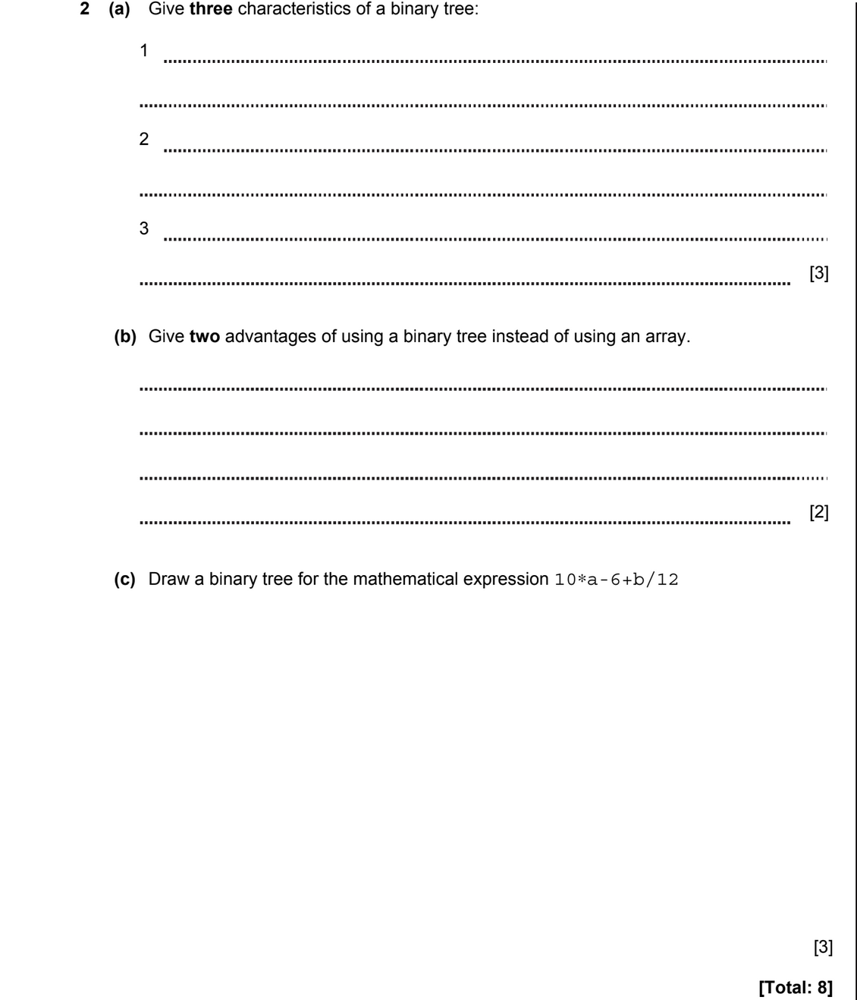 2 (a) Give three characteristics of a binary tree:
1
2
3
[3]
(b) Give two advantages of using a binary tree instead of using an array.
[2]
(c) Draw a binary tree for the mathematical expression 10*a-6+b/12
[3]
[Total: 8]